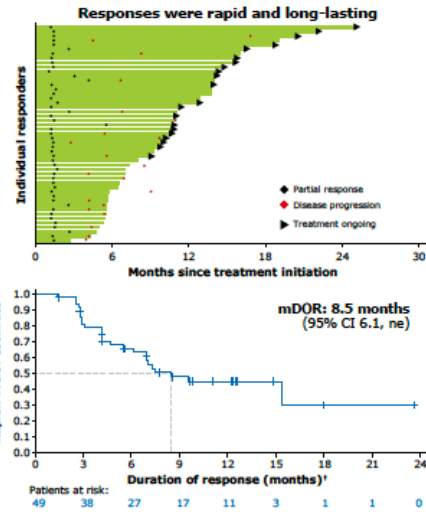 Responses were rapid and long-lasting
Individual responders
Partial response
Disease progression
Treatment ongoing
0 6 12 18 24 30
Months since treatment initiation
mDOR: 8.5 months
(95% CI 6.1, ne)
1.0
0.9
0.8
0.7
0.6
0.5
0.4
0.3
0.2
0.1
0.0
0 3 6 9 12 15 18 21 24
Duration of response (months)†
Patients at risk:
49 38 27 17 11 3 1 1 0